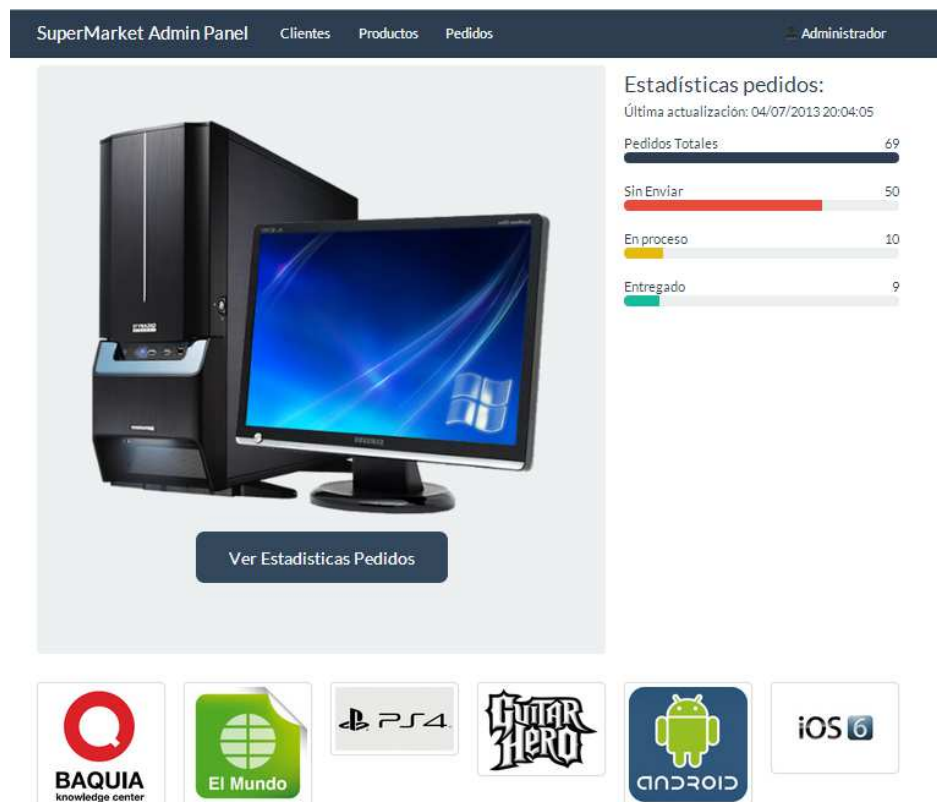 SuperMarket Admin Panel Clientes Productos Pedidos Administrador
Estadísticas pedidos:
Última actualización: 04/07/2013 20:04:05
Pedidos Totales 69
Sin Enviar 50
En proceso 10
Entregado 9
Ver Estadisticas Pedidos
BAQUIA
knowledge center
El Mundo
PS4
GUITAR
HERO
ANDROID
iOS 6